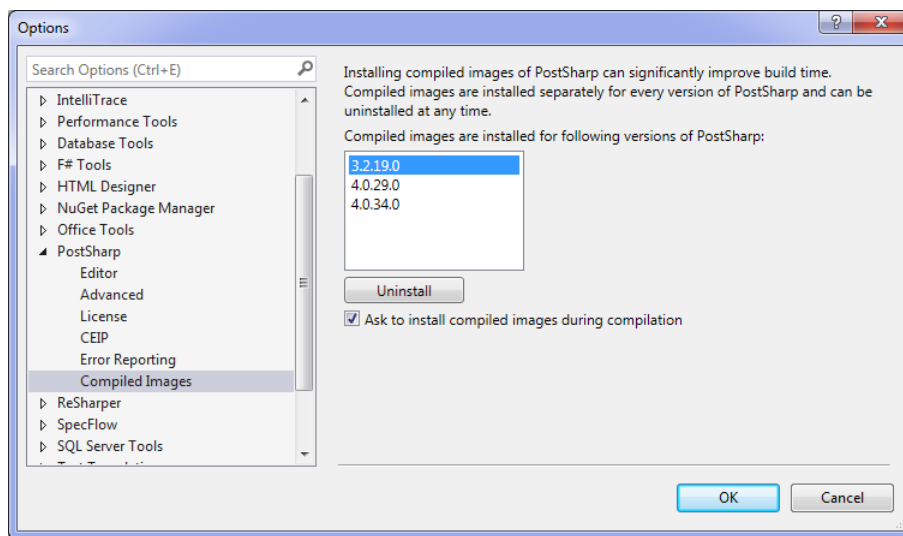 Options
Search Options (Ctrl+E)
IntelliTrace
Performance Tools
Database Tools
F# Tools
HTML Designer
NuGet Package Manager
Office Tools
PostSharp
Editor
Advanced
License
CEIP
Error Reporting
Compiled Images
ReSharper
SpecFlow
SQL Server Tools
Installing compiled images of PostSharp can significantly improve build time.
Compiled images are installed separately for every version of PostSharp and can be
uninstalled at any time.
Compiled images are installed for following versions of PostSharp:
3.2.19.0
4.0.29.0
4.0.34.0
Uninstall
Ask to install compiled images during compilation
OK
Cancel